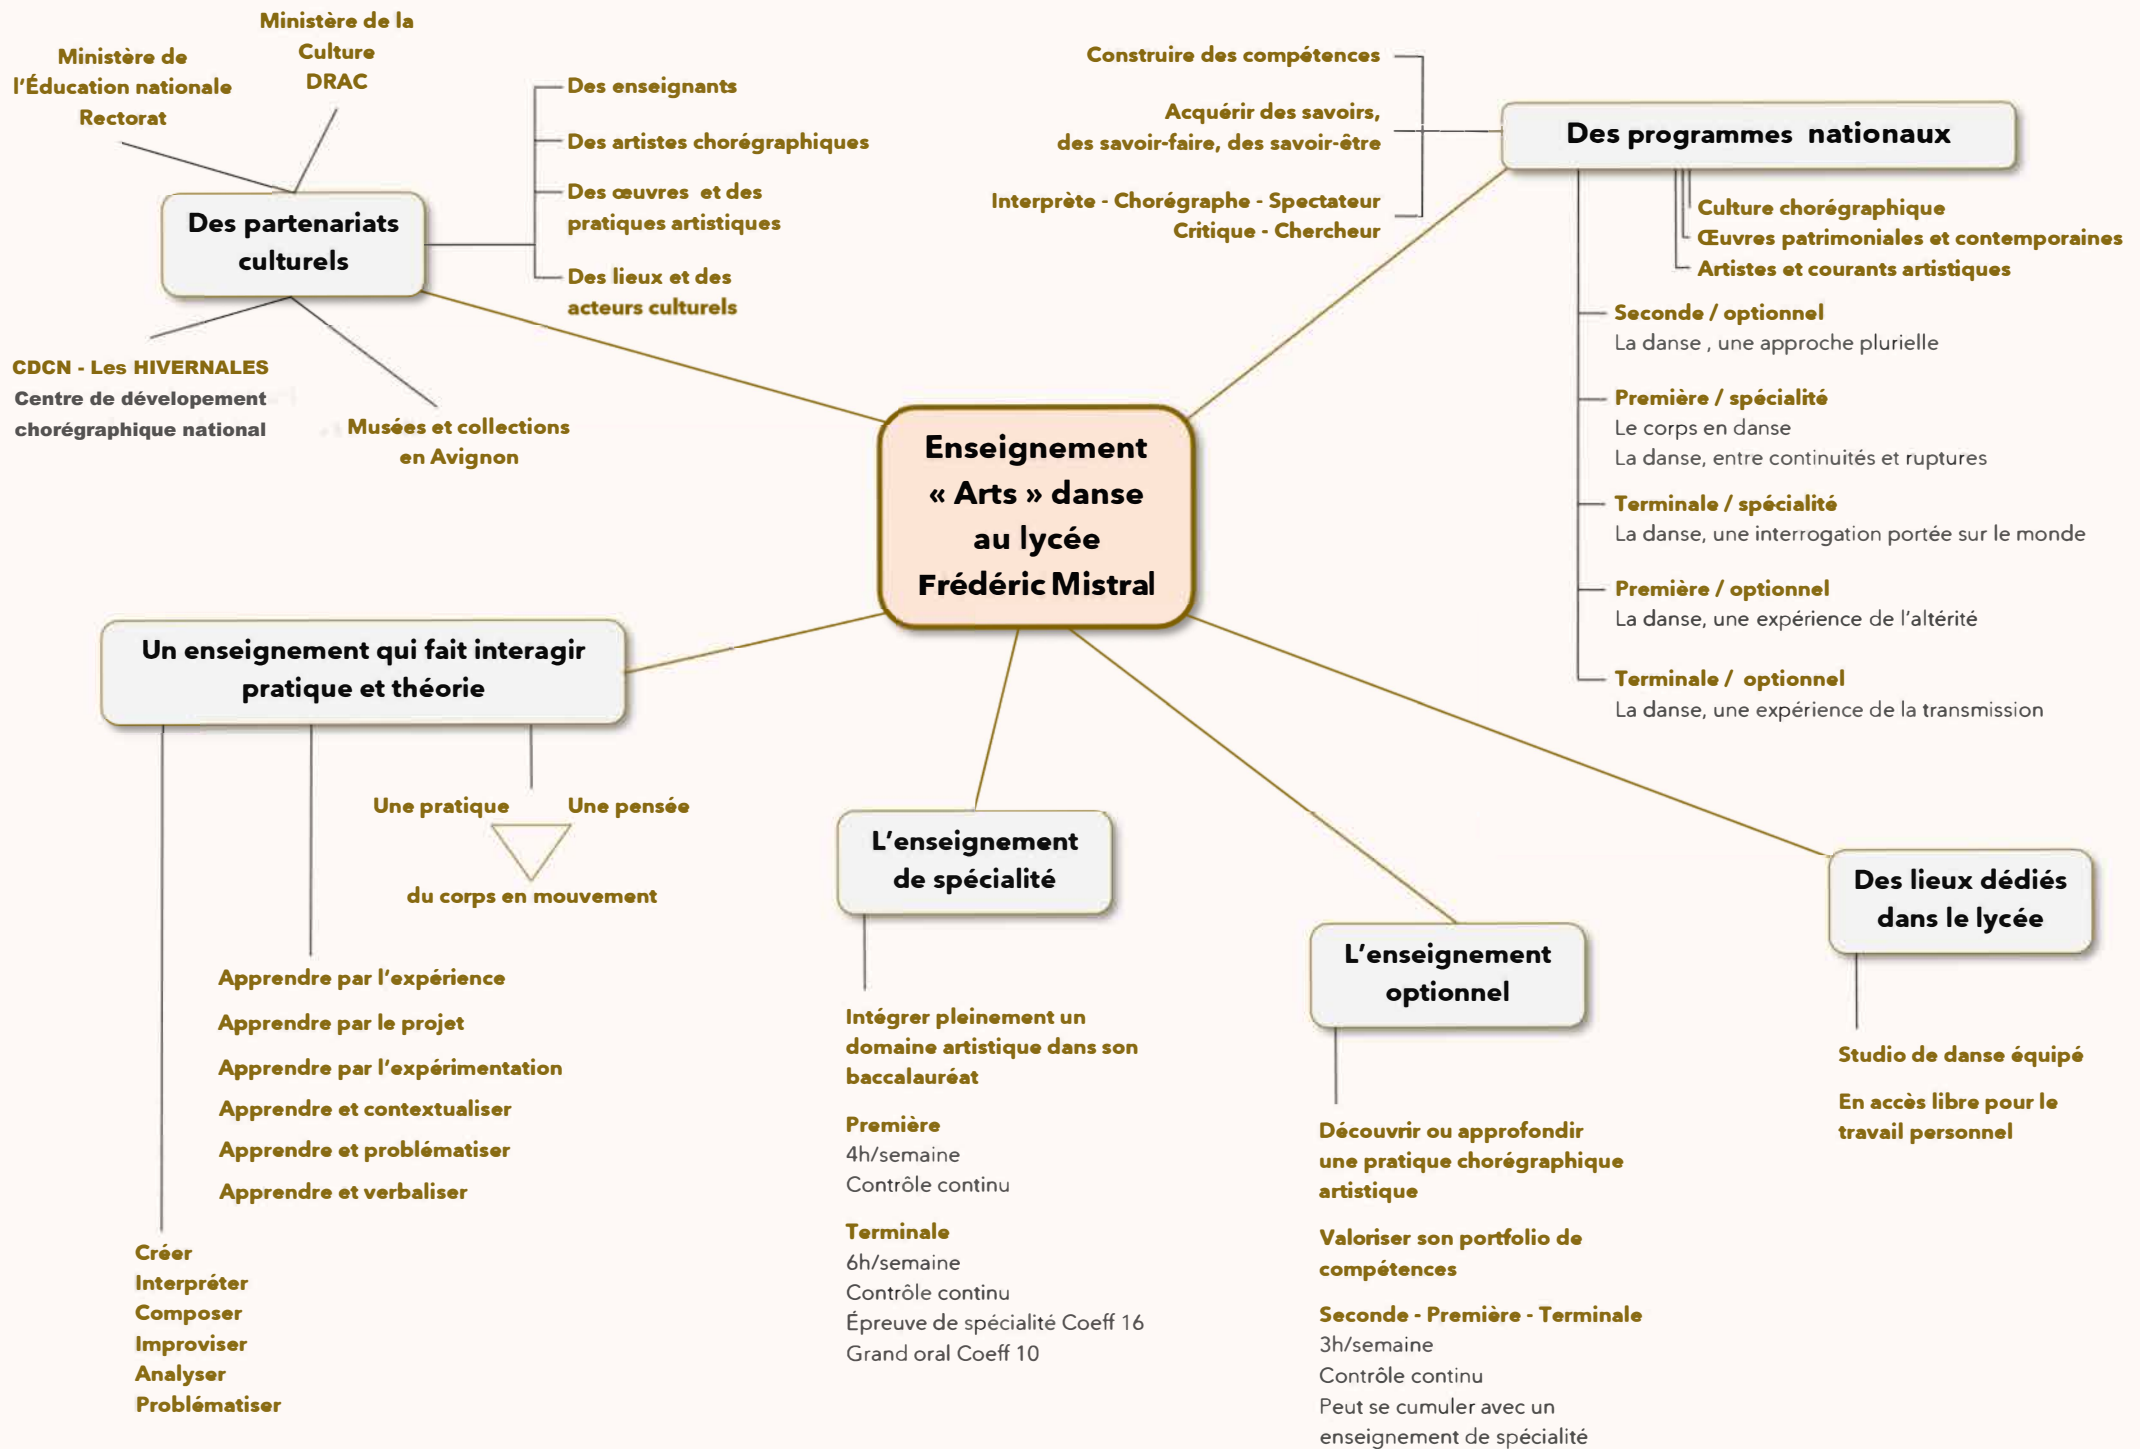 Ministère de la
Culture
DRAC
Ministère de
l'Éducation nationale
Rectorat
Des partenariats
culturels
Des enseignants
Des artistes chorégraphiques
Des œuvres et des
pratiques artistiques
Des lieux et des
acteurs culturels
CDCN - Les HIVERNALES
Centre de dévelopement
chorégraphique national
Musées et collections
en Avignon
Construire des compétences
Acquérir des savoirs,
des savoir-faire, des savoir-être
Interprète - Chorégraphe - Spectateur
Critique - Chercheur
Des programmes nationaux
Culture chorégraphique
Œuvres patrimoniales et contemporaines
Artistes et courants artistiques
Seconde / optionnel
La danse , une approche plurielle
Première / spécialité
Le corps en danse
La danse, entre continuités et ruptures
Terminale / spécialité
La danse, une interrogation portée sur le monde
Première / optionnel
La danse, une expérience de l'altérité
Terminale / optionnel
La danse, une expérience de la transmission
Enseignement
« Arts » danse
au lycée
Frédéric Mistral
Un enseignement qui fait interagir
pratique et théorie
Une pratique
Une pensée
du corps en mouvement
Apprendre par l'expérience
Apprendre par le projet
Apprendre par l'expérimentation
Apprendre et contextualiser
Apprendre et problématiser
Apprendre et verbaliser
Créer
Interpréter
Composer
Improviser
Analyser
Problématiser
L'enseignement
de spécialité
Intégrer pleinement un
domaine artistique dans son
baccalauréat
Première
4h/semaine
Contrôle continu
Terminale
6h/semaine
Contrôle continu
Épreuve de spécialité Coeff 16
Grand oral Coeff 10
L'enseignement
optionnel
Découvrir ou approfondir
une pratique chorégraphique
artistique
Valoriser son portfolio de
compétences
Seconde - Première - Terminale
3h/semaine
Contrôle continu
Peut se cumuler avec un
enseignement de spécialité
Des lieux dédiés
dans le lycée
Studio de danse équipé
En accès libre pour le
travail personnel